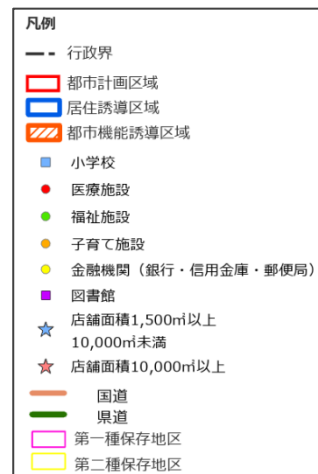 凡例
行政界
都市計画区域
居住誘導区域
都市機能誘導区域
小学校
医療施設
福祉施設
子育て施設
金融機関（銀行・信用金庫・郵便局）
図書館
店舗面積1,500㎡以上
10,000㎡未満
店舗面積10,000㎡以上
国道
県道
第一種保存地区
第二種保存地区